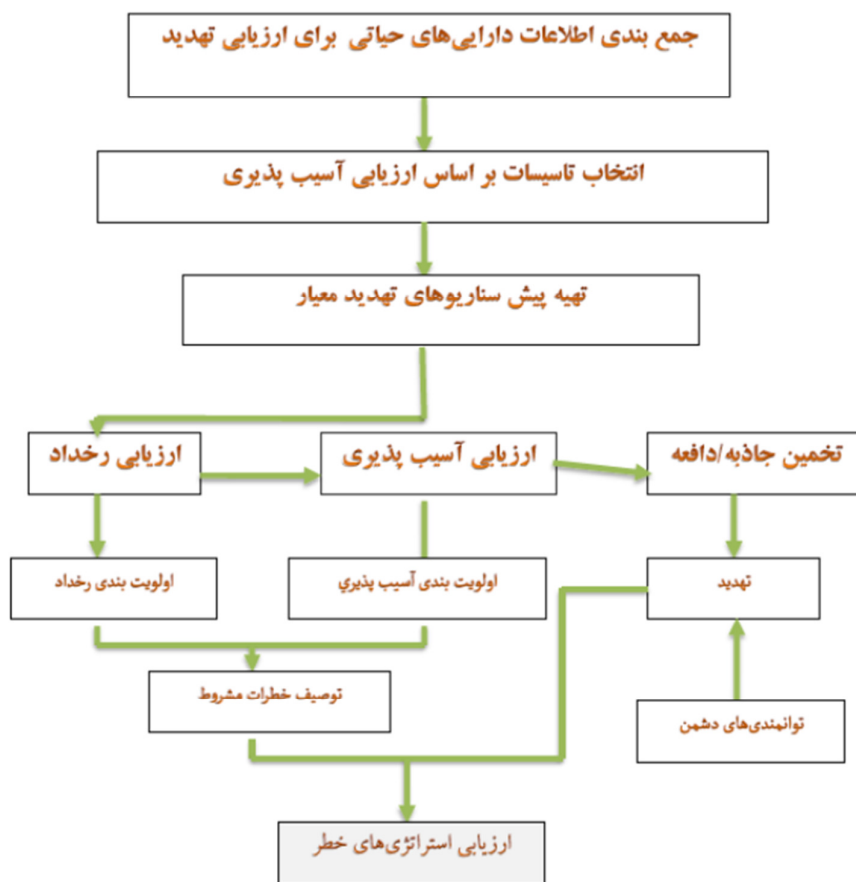 جمع بندی اطلاعات دارایی‌های حیاتی برای ارزیابی تهدید
انتخاب تاسیسات بر اساس ارزیابی آسیب پذیری
تهیه پیش سناریوهای تهدید معیار
تخمین جاذبه/دافعه
ارزیابی آسیب پذیری
ارزیابی رخداد
تهدید
اولویت بندی آسیب پذیري
اولویت بندی رخداد
توصیف خطرات مشروط
توانمندی‌های دشمن
ارزیابی استراتژی‌های خطر